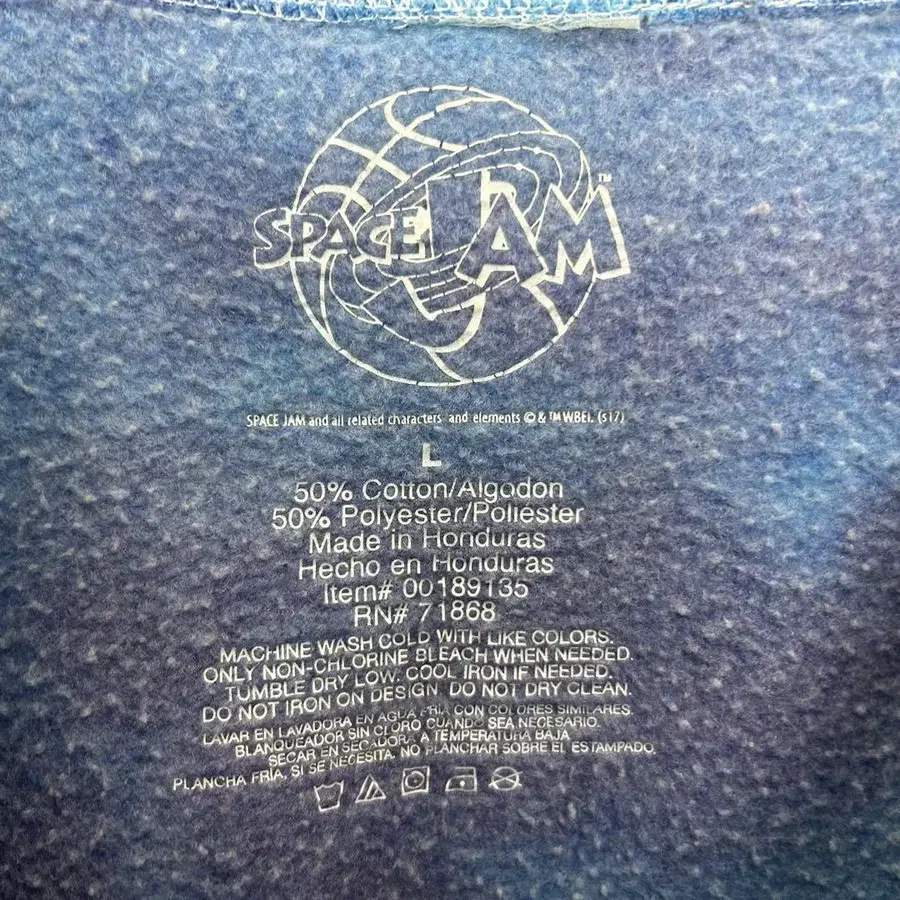 SPACE JAM™
SPACE JAM and all related characters and elements © & ™ WBEI. (s17)
L
50% Cotton/Algodon
50% Polyester/Poliéster
Made in Honduras
Hecho en Honduras
Item# 00189135
RN# 71868
MACHINE WASH COLD WITH LIKE COLORS.
ONLY NON-CHLORINE BLEACH WHEN NEEDED.
TUMBLE DRY LOW. COOL IRON IF NEEDED.
DO NOT IRON ON DESIGN. DO NOT DRY CLEAN.
LAVAR EN LAVADORA EN AGUA FRIA CON COLORES SIMILARES.
BLANQUEADOR SIN CLORO CUANDO SEA NECESARIO.
SECAR EN SECADORA A TEMPERATURA BAJA
PLANCHA FRÍA, SI SE NECESITA. NO PLANCHAR SOBRE EL ESTAMPADO.